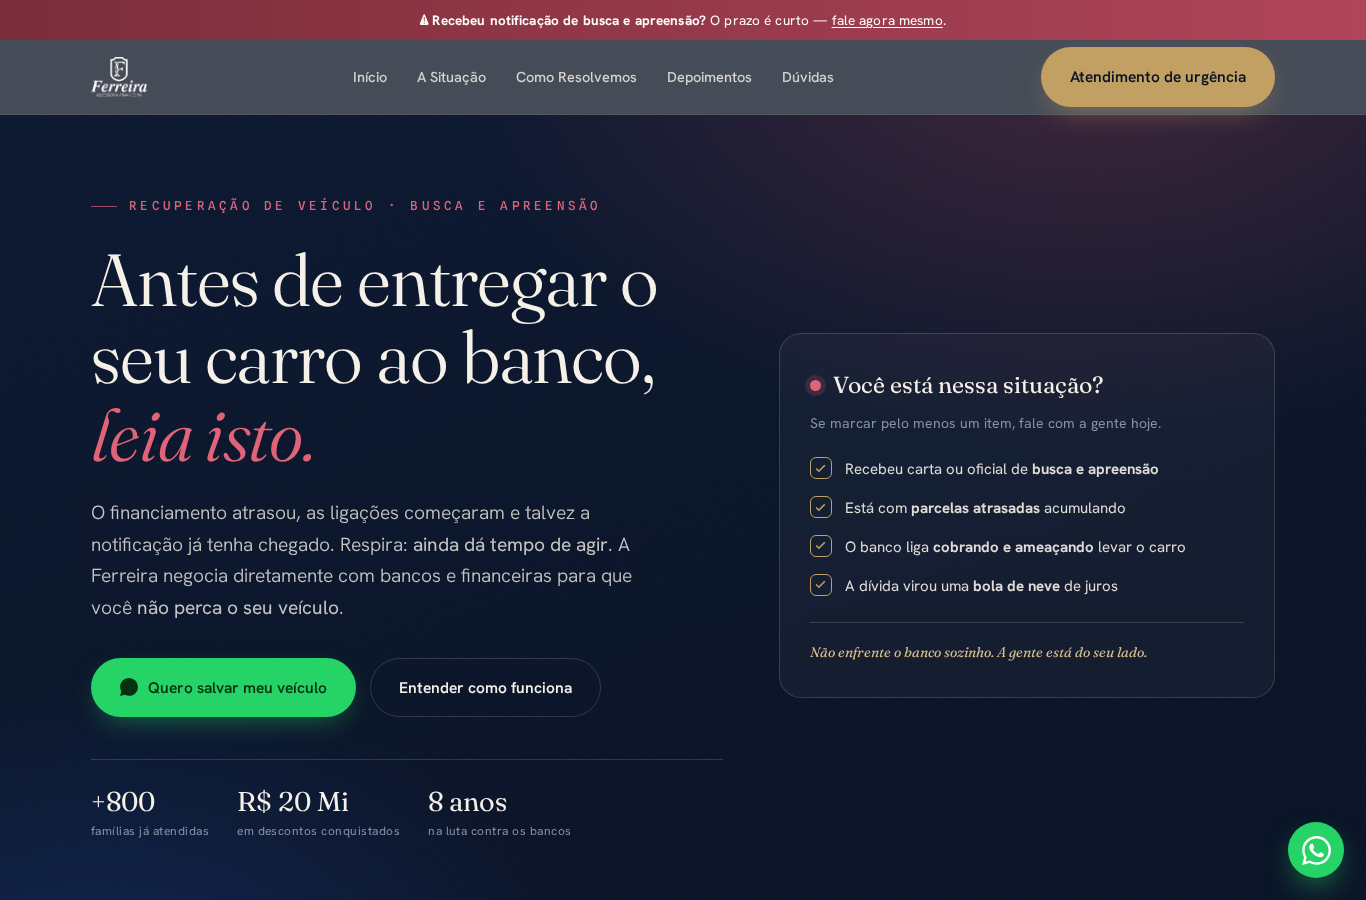 Recebeu notificação de busca e apreensão? O prazo é curto — fale agora mesmo.
Ferreira
Início
A Situação
Como Resolvemos
Depoimentos
Dúvidas
Atendimento de urgência
RECUPERAÇÃO DE VEÍCULO · BUSCA E APREENSÃO
Antes de entregar o
seu carro ao banco,
leia isto.
O financiamento atrasou, as ligações começaram e talvez a
notificação já tenha chegado. Respira: ainda dá tempo de agir. A
Ferreira negocia diretamente com bancos e financeiras para que
você não perca o seu veículo.
Quero salvar meu veículo
Entender como funciona
+800
famílias já atendidas
R$ 20 Mi
em descontos conquistados
8 anos
na luta contra os bancos
Você está nessa situação?
Se marcar pelo menos um item, fale com a gente hoje.
Recebeu carta ou oficial de busca e apreensão
Está com parcelas atrasadas acumulando
O banco liga cobrando e ameaçando levar o carro
A dívida virou uma bola de neve de juros
Não enfrente o banco sozinho. A gente está do seu lado.